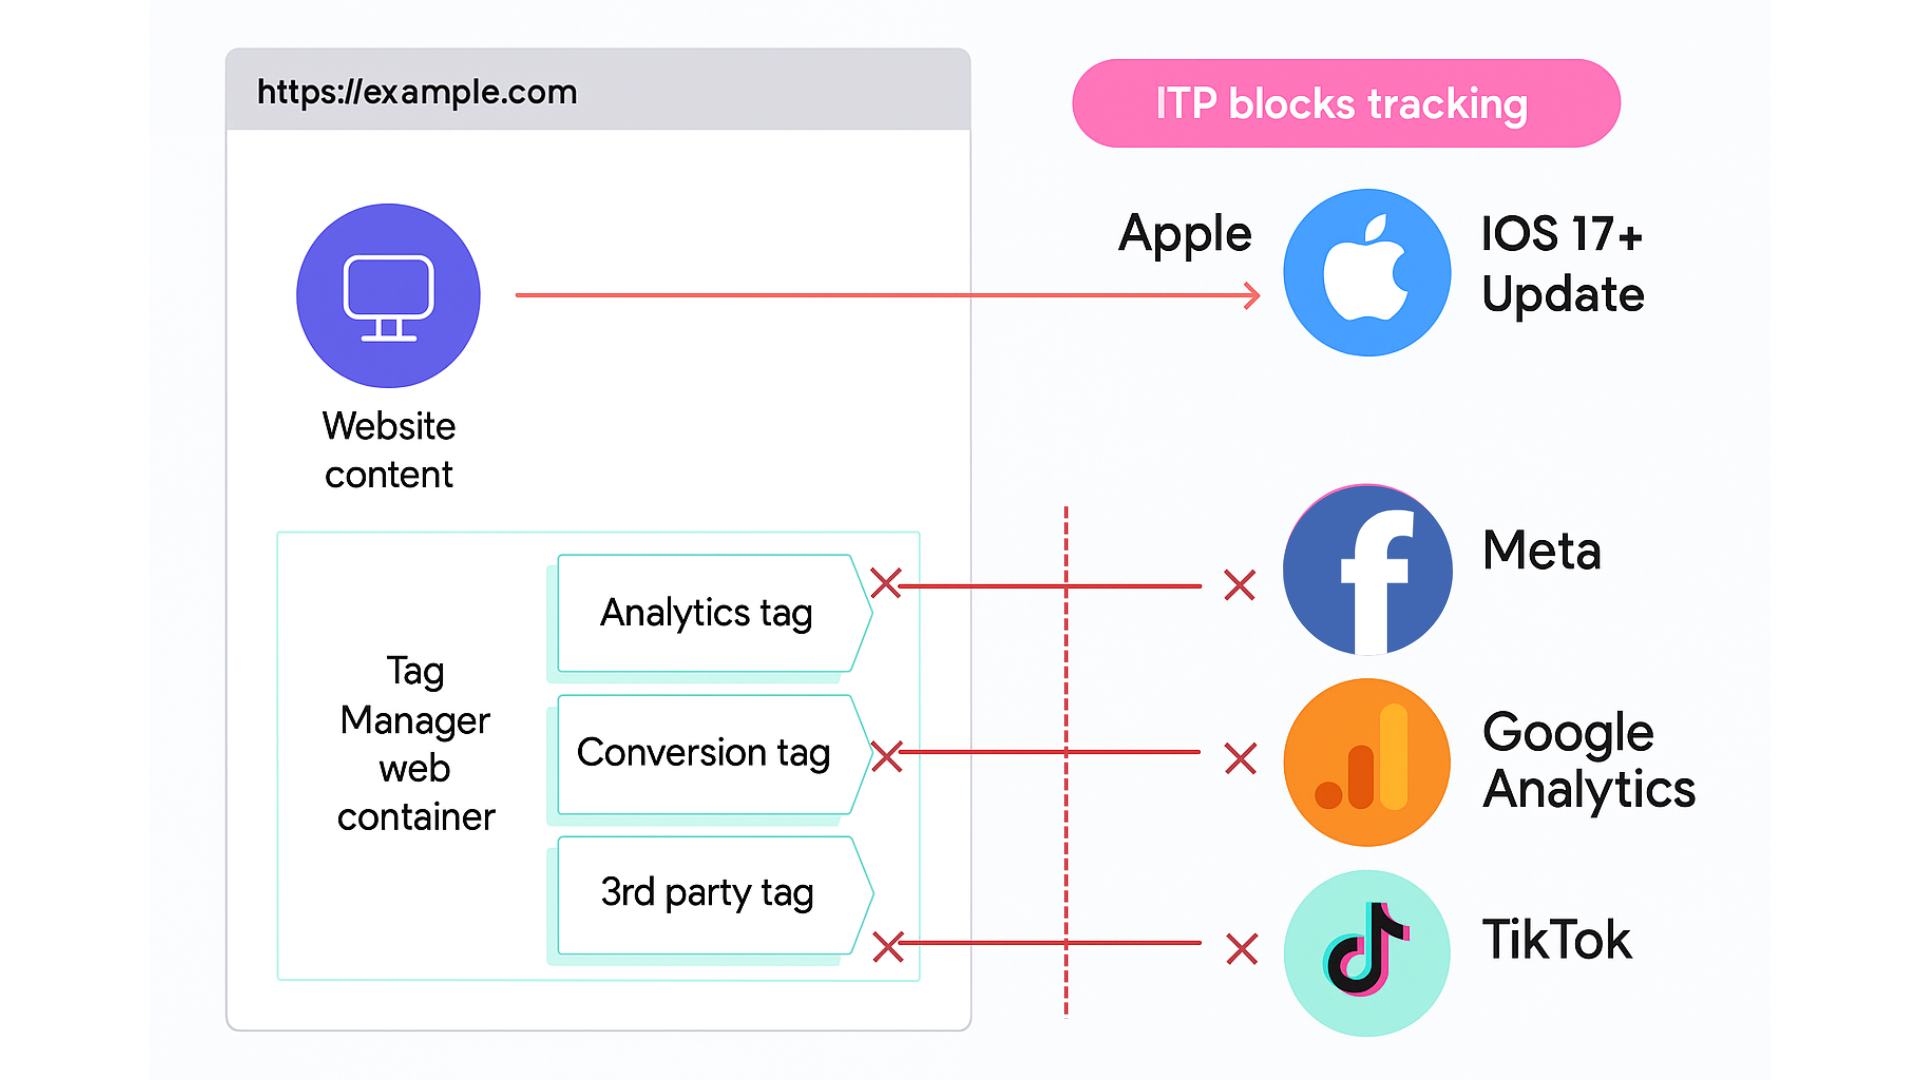 https://example.com
ITP blocks tracking
Apple
IOS 17+
Update
Website
content
Tag
Manager
web
container
Analytics tag
Conversion tag
3rd party tag
Meta
Google
Analytics
TikTok